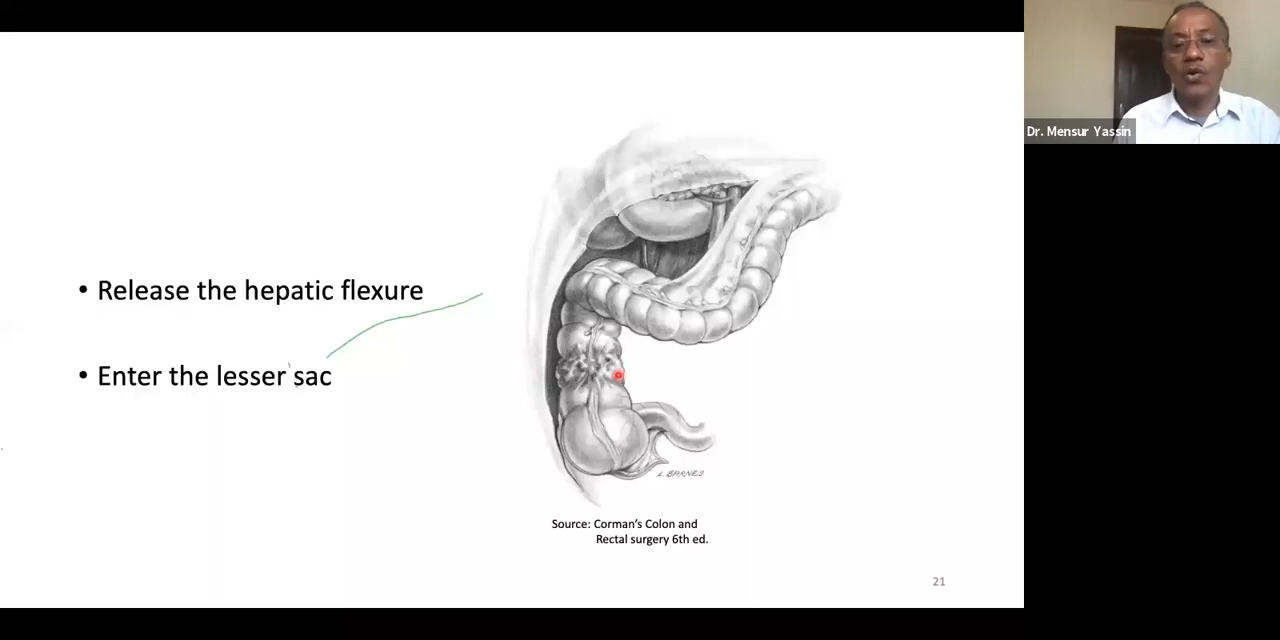 Dr. Mensur Yassin
• Release the hepatic flexure
• Enter the lesser sac
L. BARNES
Source: Corman's Colon and
Rectal surgery 6th ed.
21